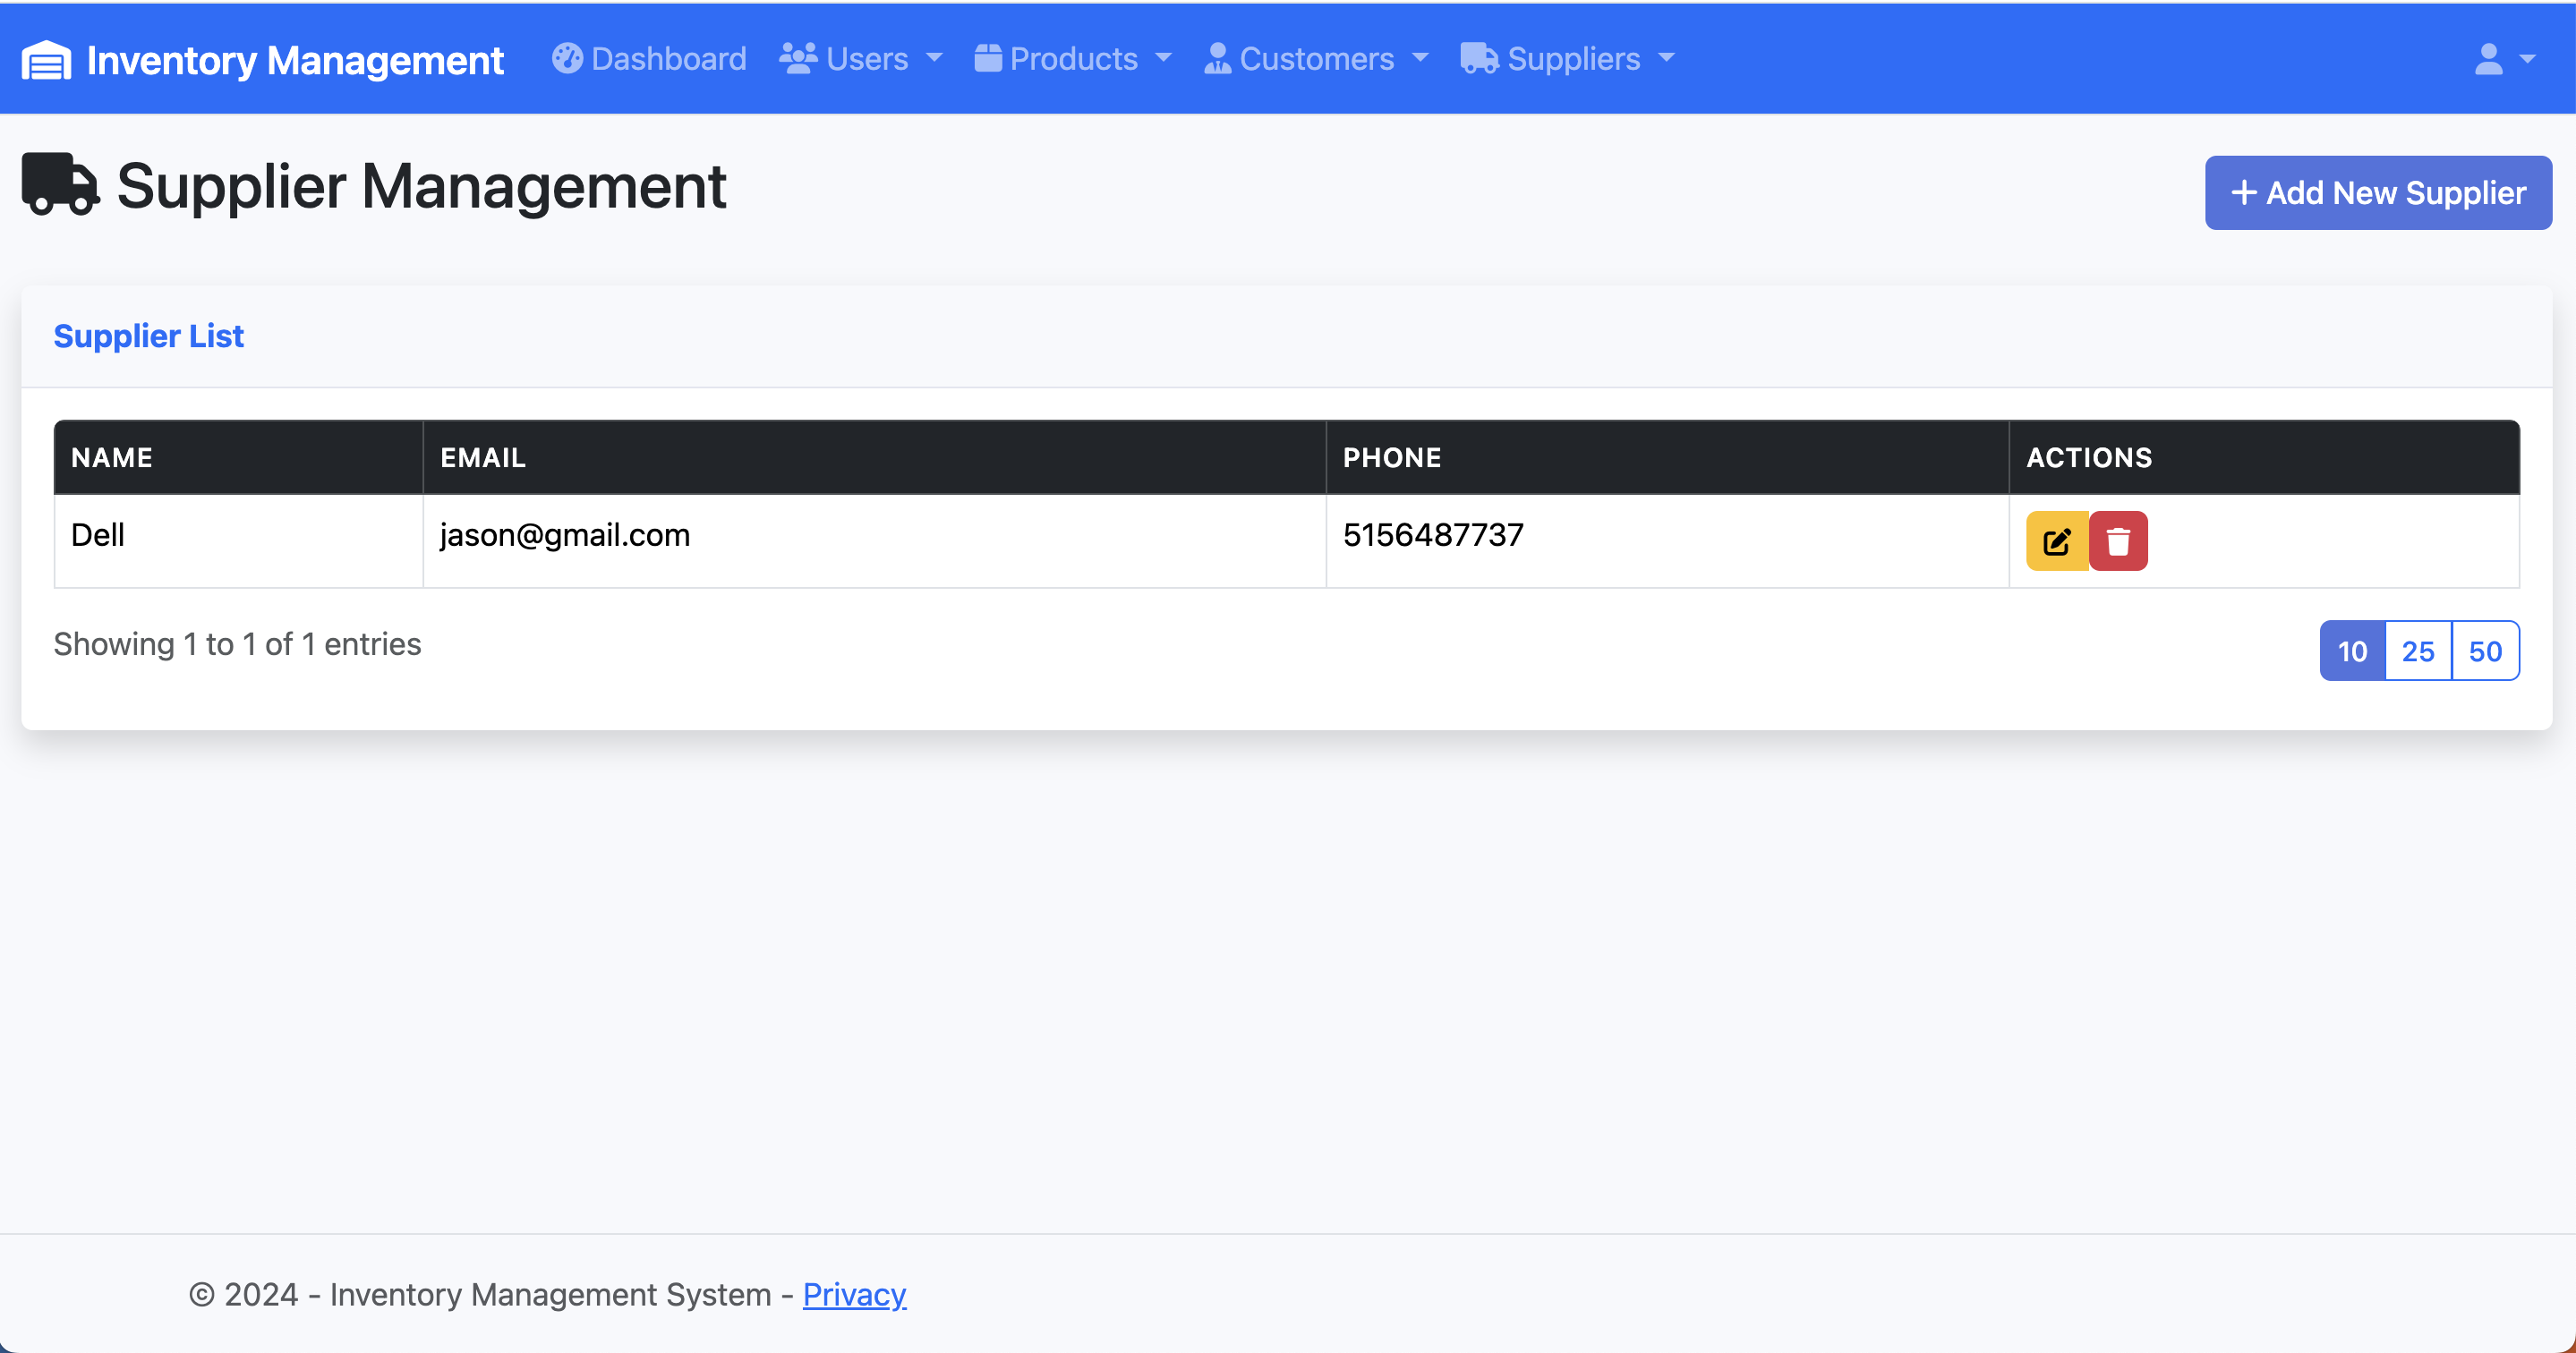 Inventory Management Dashboard Users Products Customers Suppliers
Supplier Management
+ Add New Supplier
Supplier List
NAME EMAIL PHONE ACTIONS
Dell jason@gmail.com 5156487737
Showing 1 to 1 of 1 entries
10 25 50
© 2024 - Inventory Management System - Privacy